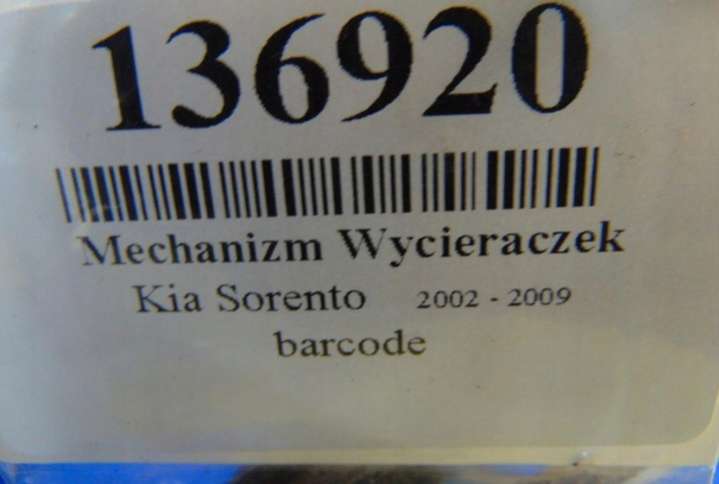 136920
Mechanizm Wycieraczek
Kia Sorento 2002 - 2009
barcode